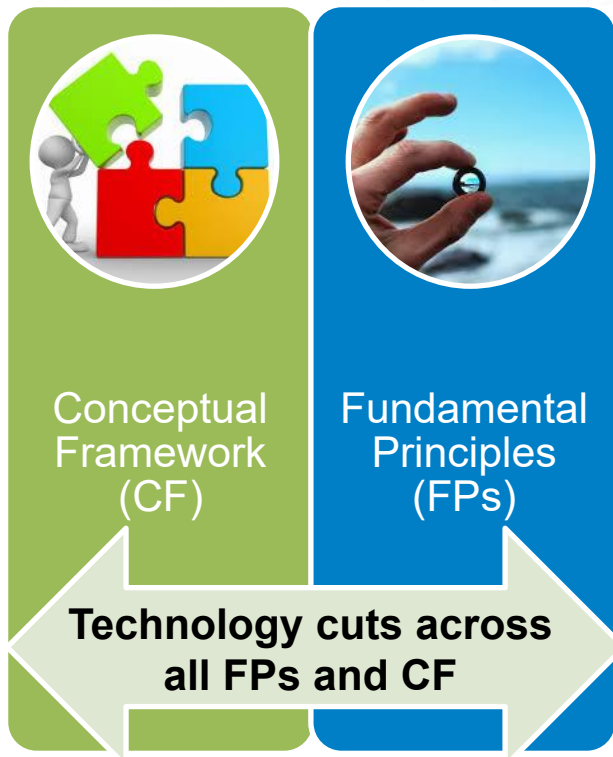 Conceptual
Framework
(CF)
Fundamental
Principles
(FPs)
Technology cuts across
all FPs and CF